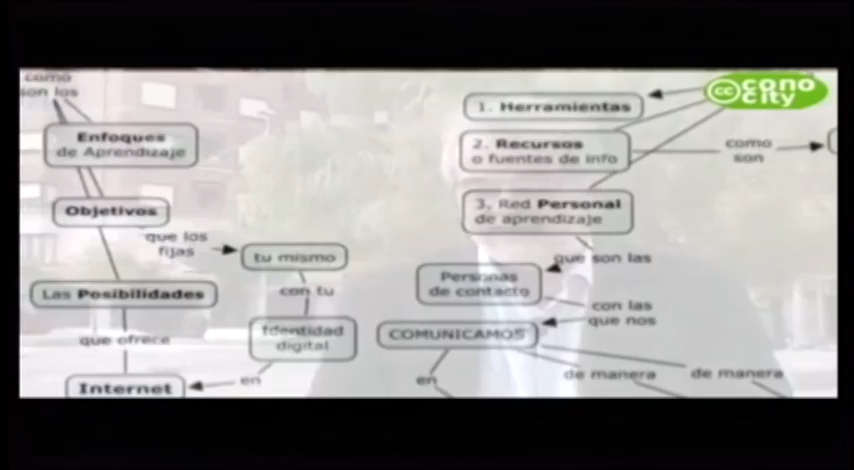 como
son los
Enfoques
de Aprendizaje
Objetivos
que los
fijas
tu mismo
Las Posibilidades
con tu
que ofrece
Identidad
digital
Internet
en
1. Herramientas
2. Recursos
o fuentes de info
como
son
3. Red Personal
de aprendizaje
que son las
Personas
de contacto
con las
que nos
COMUNICAMOS
en
de manera
de manera
cc cono
city